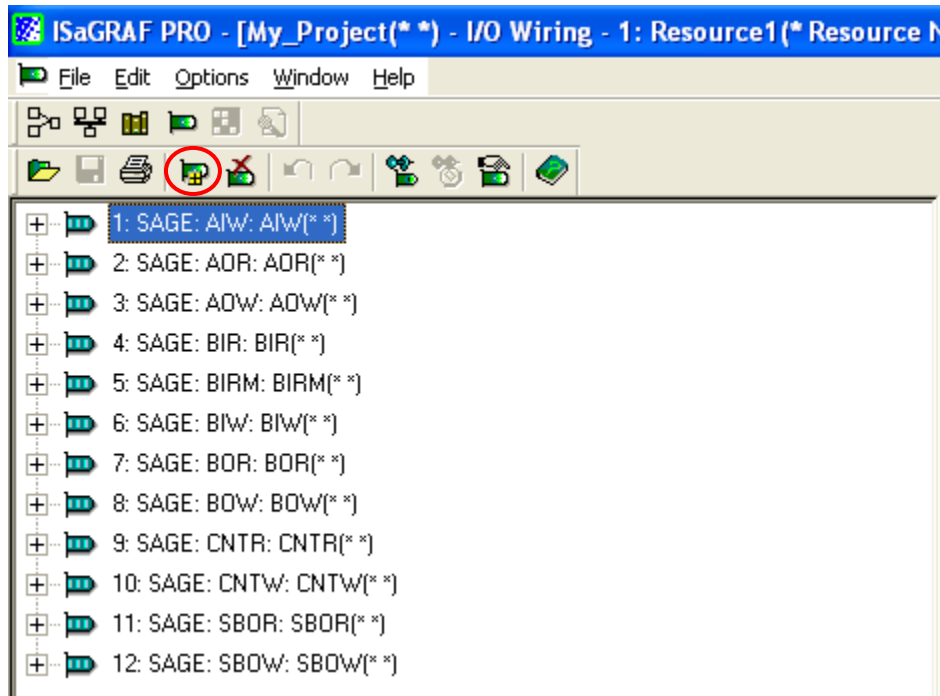 ISaGRAF PRO - [My_Project(* *) - I/O Wiring - 1: Resource1(* Resource N
File Edit Options Window Help
1: SAGE: AIW: AIW(* *)
2: SAGE: AOR: AOR(* *)
3: SAGE: AOW: AOW(* *)
4: SAGE: BIR: BIR(* *)
5: SAGE: BIRM: BIRM(* *)
6: SAGE: BIW: BIW(* *)
7: SAGE: BOR: BOR(* *)
8: SAGE: BOW: BOW(* *)
9: SAGE: CNTR: CNTR(* *)
10: SAGE: CNTW: CNTW(* *)
11: SAGE: SBOR: SBOR(* *)
12: SAGE: SBOW: SBOW(* *)